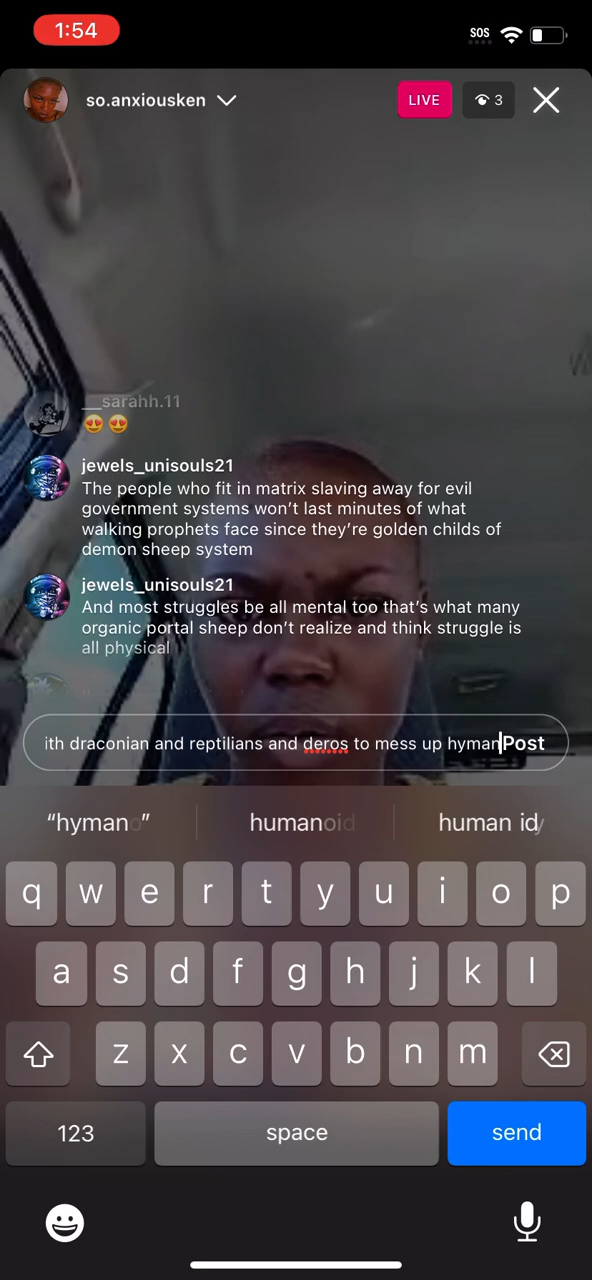 1:54
SOS
so.anxiousken
LIVE
3
__sarahh.11
😍😍
jewels_unisouls21
The people who fit in matrix slaving away for evil
government systems won't last minutes of what
walking prophets face since they're golden childs of
demon sheep system
jewels_unisouls21
And most struggles be all mental too that's what many
organic portal sheep don't realize and think struggle is
all physical
ith draconian and reptilians and deros to mess up hyman Post
“hymano” humanoid human idy
q w e r t y u i o p
a s d f g h j k l
z x c v b n m
123 space send